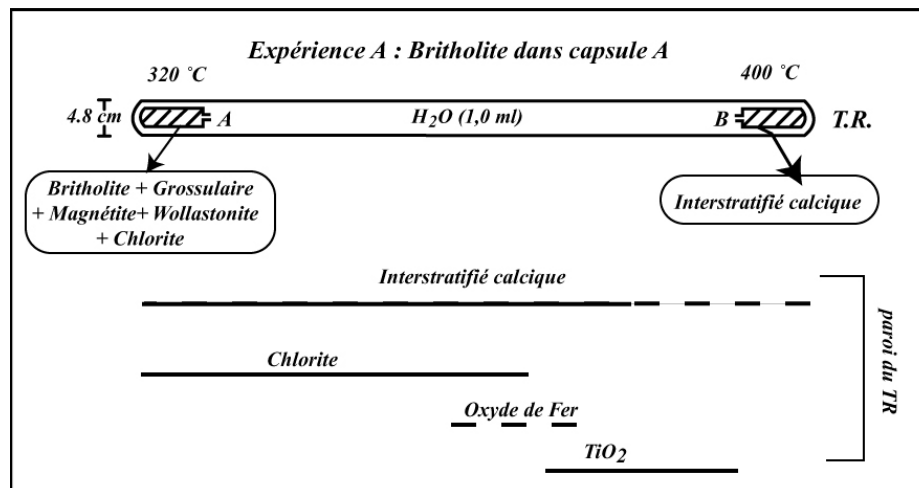 Expérience A : Britholite dans capsule A
320 °C
400 °C
4.8 cm
A
H2O (1,0 ml)
B
T.R.
Britholite + Grossulaire
+ Magnétite+ Wollastonite
+ Chlorite
Interstratifié calcique
Interstratifié calcique
Chlorite
Oxyde de Fer
TiO2
paroi du TR